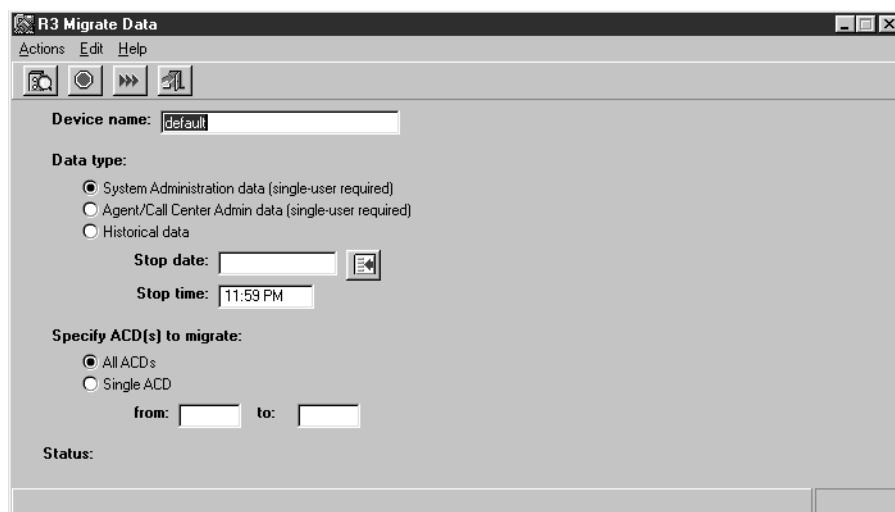 R3 Migrate Data
Actions Edit Help
Device name: default
Data type:
System Administration data (single-user required)
Agent/Call Center Admin data (single-user required)
Historical data
Stop date:
Stop time: 11:59 PM
Specify ACD(s) to migrate:
All ACDs
Single ACD
from: to:
Status: